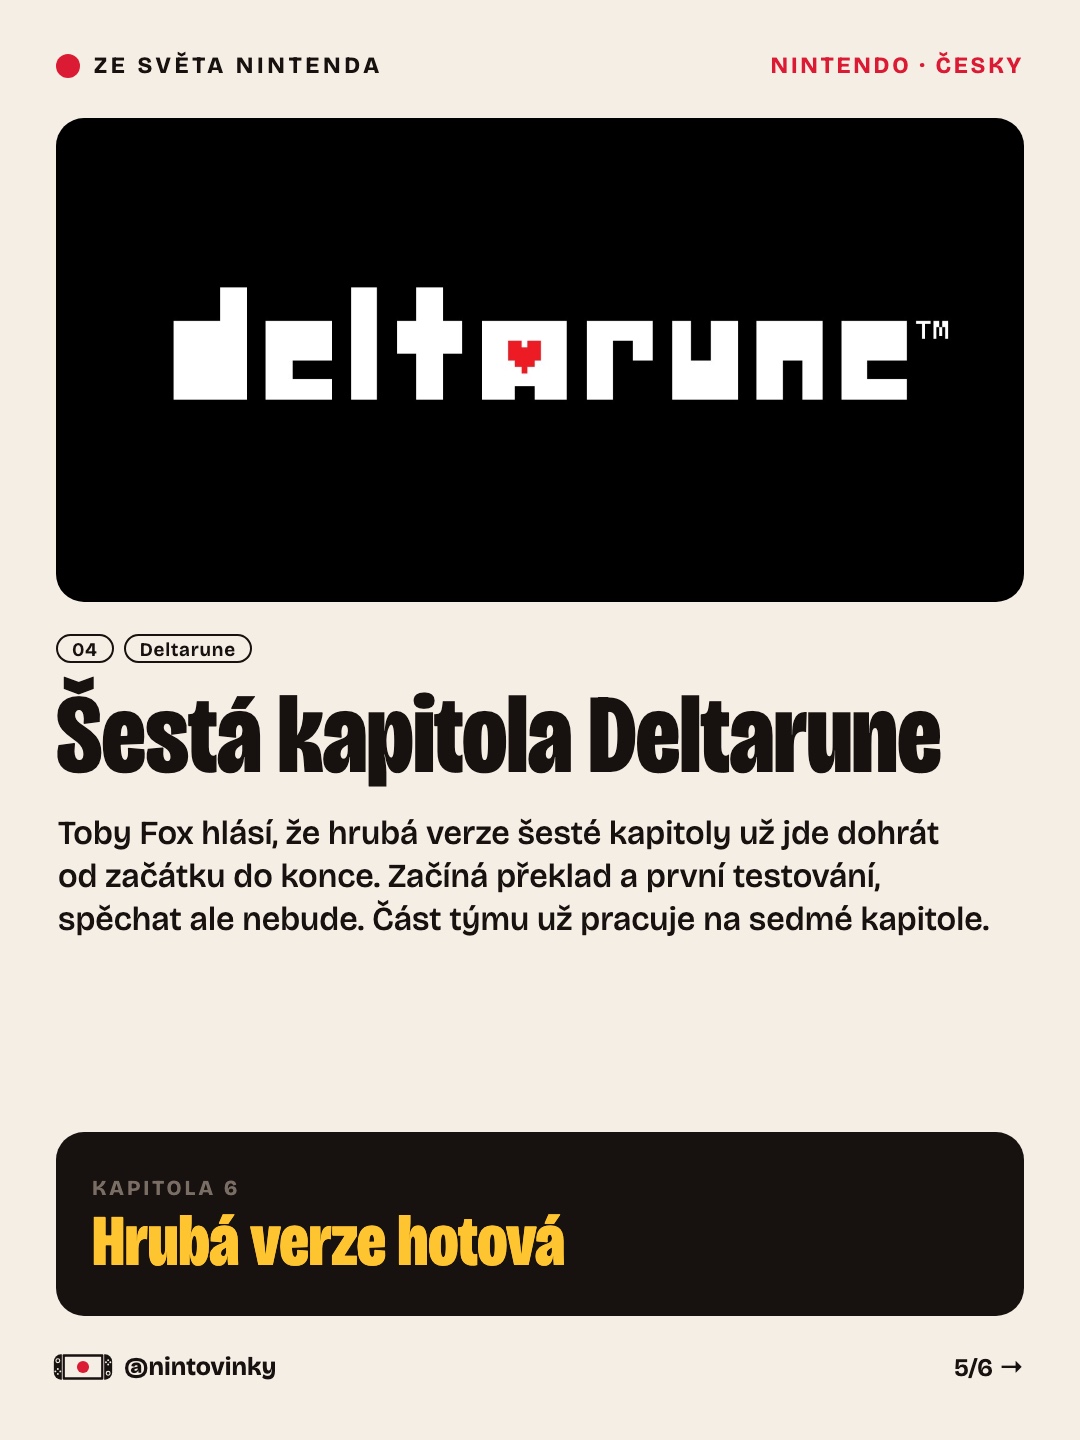 ZE SVĚTA NINTENDA
NINTENDO · ČESKY
deltarune™
04
Deltarune
Šestá kapitola Deltarune
Toby Fox hlásí, že hrubá verze šesté kapitoly už jde dohrát
od začátku do konce. Začíná překlad a první testování,
spěchat ale nebude. Část týmu už pracuje na sedmé kapitole.
KAPITOLA 6
Hrubá verze hotová
@nintovinky
5/6 →